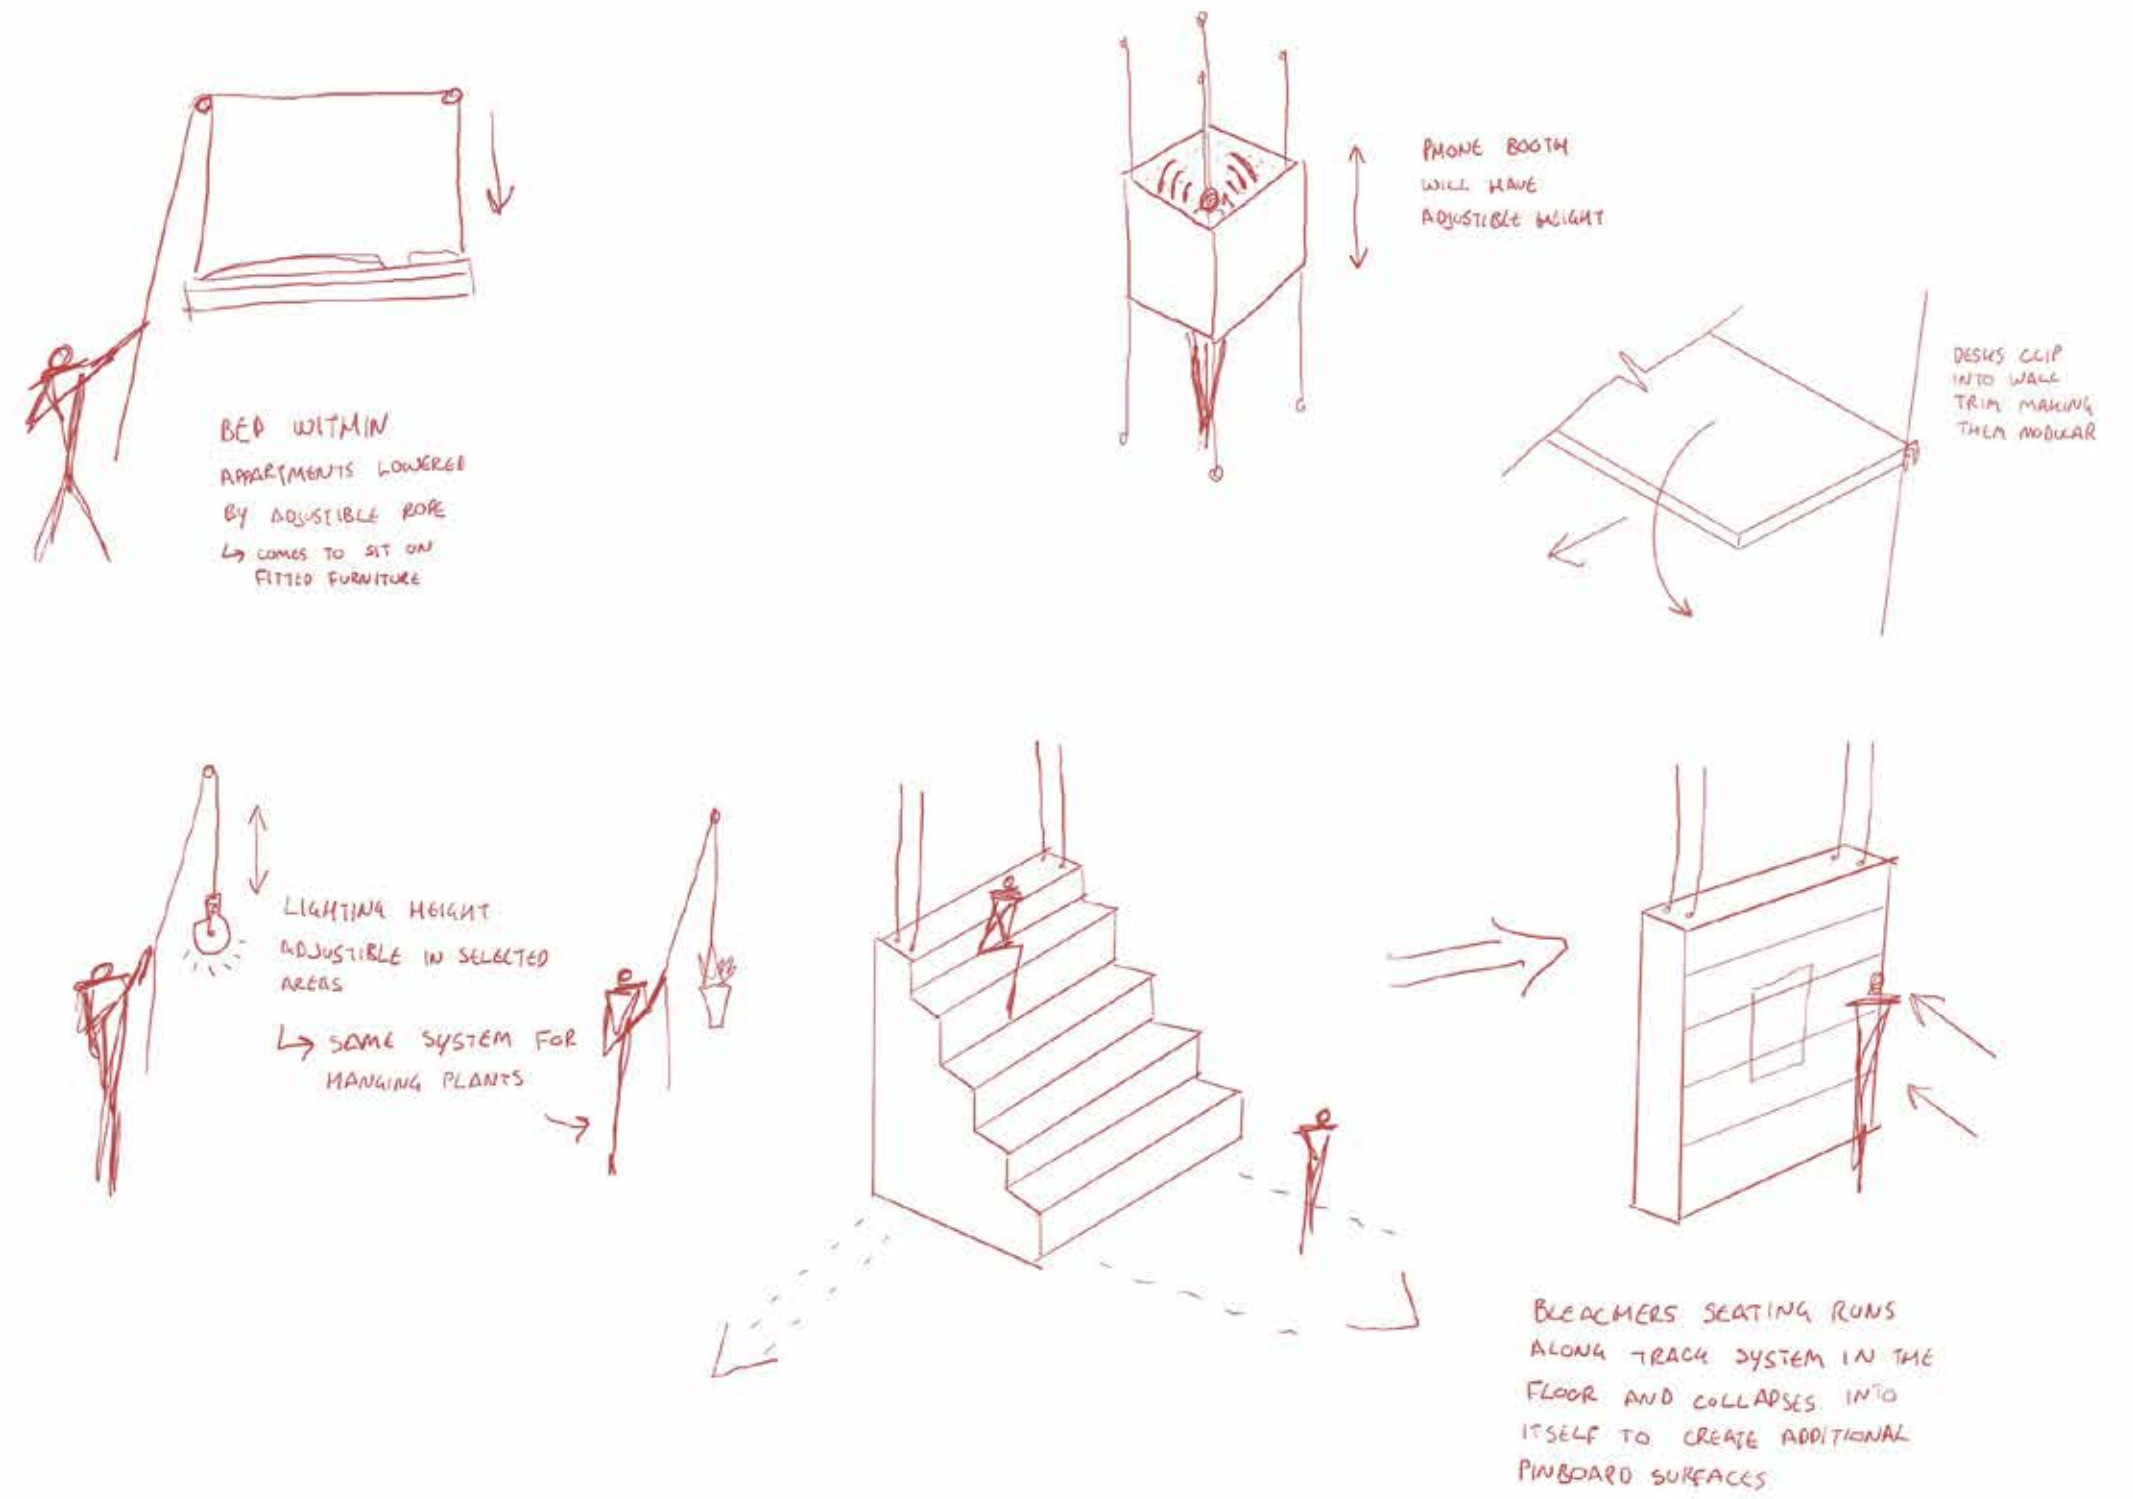 BED WITHIN
APPARTMENTS LOWERED
BY ADJUSTIBLE ROPE
↳ COMES TO SIT ON
FITTED FURNITURE
PHONE BOOTH
WILL HAVE
ADJUSTIBLE HEIGHT
DESKS CLIP
INTO WALL
TRIM MAKING
THEM MODULAR
LIGHTING HEIGHT
ADJUSTIBLE IN SELECTED
AREAS
↳ SAME SYSTEM FOR
HANGING PLANTS
BLEACHERS SEATING RUNS
ALONG TRACK SYSTEM IN THE
FLOOR AND COLLAPSES INTO
ITSELF TO CREATE ADDITIONAL
PINBOARD SURFACES